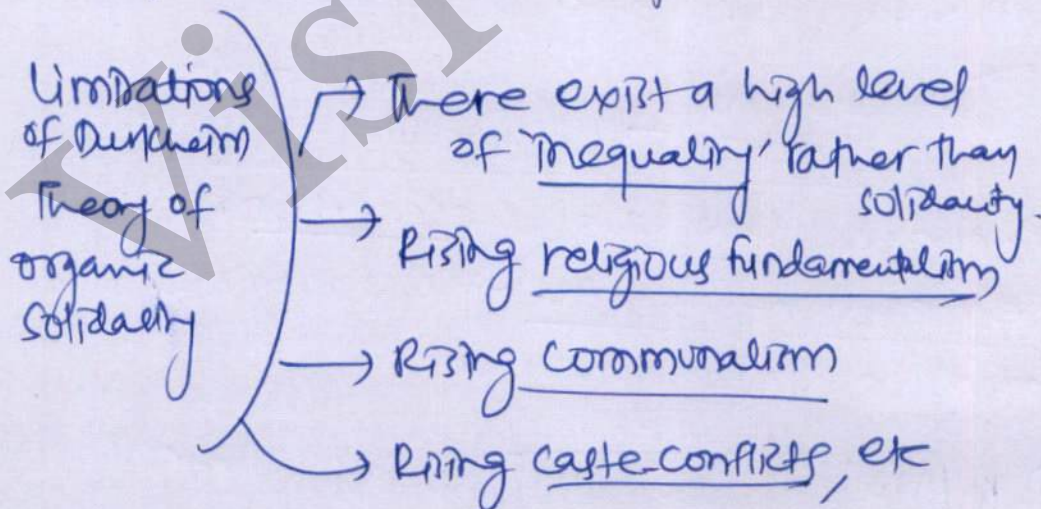 Limitations
of Durkheim
Theory of
organic
solidarity
→ There exist a high level
of inequality rather than
solidarity.
→ Rising religious fundamentalism
→ Rising communalism
→ Rising caste-conflicts, etc
Visi